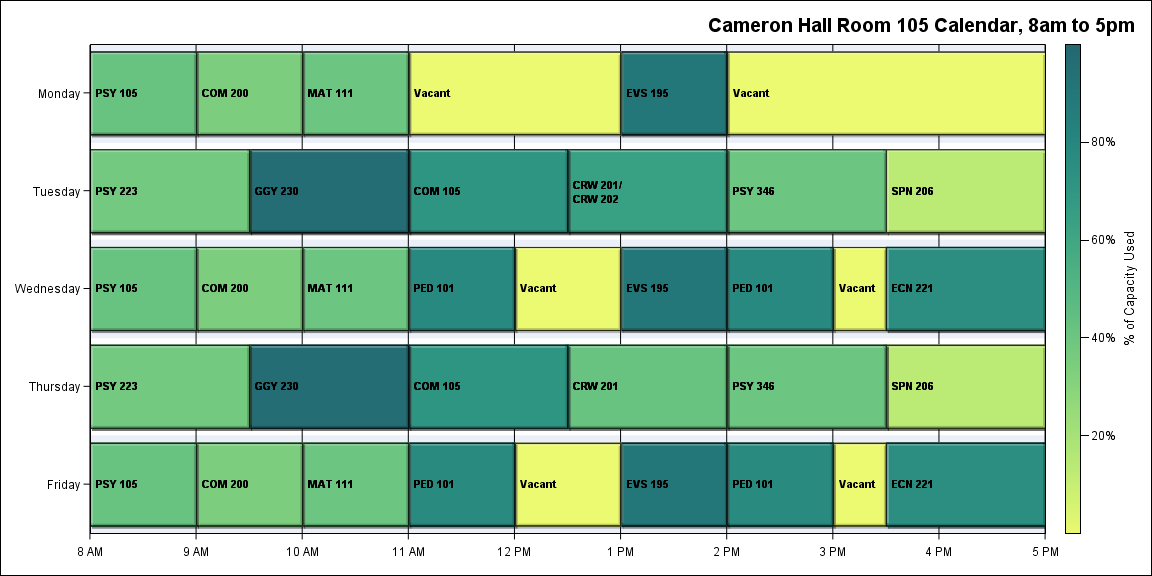 Cameron Hall Room 105 Calendar, 8am to 5pm
Monday
PSY 105
COM 200
MAT 111
Vacant
EVS 195
Vacant
Tuesday
PSY 223
GGY 230
COM 105
CRW 201/
CRW 202
PSY 346
SPN 206
Wednesday
PSY 105
COM 200
MAT 111
PED 101
Vacant
EVS 195
PED 101
Vacant
ECN 221
Thursday
PSY 223
GGY 230
COM 105
CRW 201
PSY 346
SPN 206
Friday
PSY 105
COM 200
MAT 111
PED 101
Vacant
EVS 195
PED 101
Vacant
ECN 221
8 AM
9 AM
10 AM
11 AM
12 PM
1 PM
2 PM
3 PM
4 PM
5 PM
80%
60%
40%
20%
% of Capacity Used